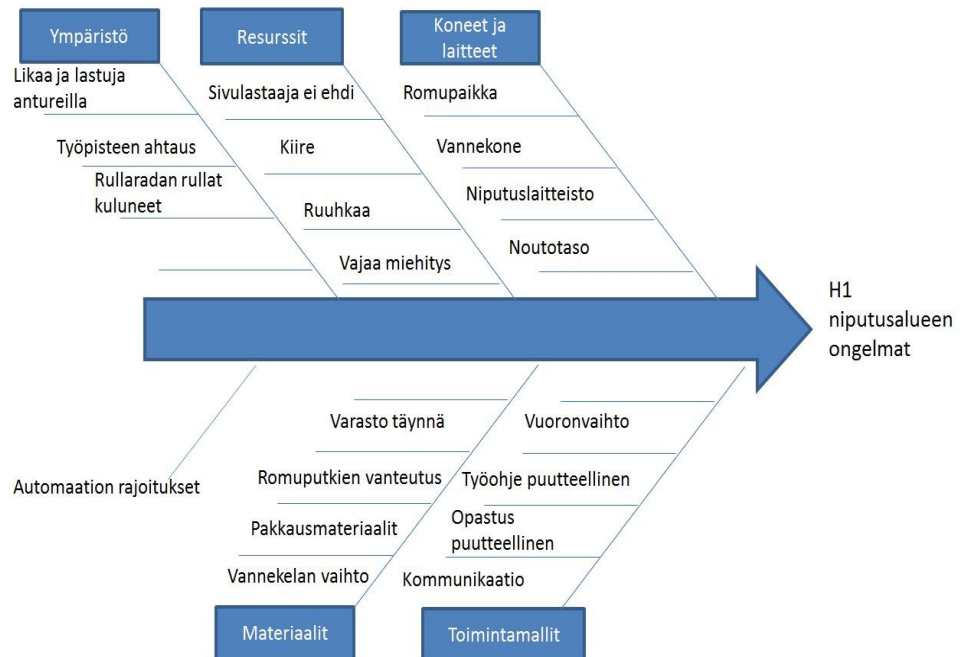 Ympäristö
Resurssit
Koneet ja
laitteet
Likaa ja lastuja
antureilla
Työpisteen ahtaus
Rullaradan rullat
kuluneet
Sivulastaaja ei ehdi
Kiire
Ruuhkaa
Vajaa miehitys
Romupaikka
Vannekone
Niputuslaitteisto
Noutotaso
H1
niputusalueen
ongelmat
Automaation rajoitukset
Varasto täynnä
Romuputkien vanteutus
Pakkausmateriaalit
Vannekelan vaihto
Vuoronvaihto
Työohje puutteellinen
Opastus
puutteellinen
Kommunikaatio
Materiaalit
Toimintamallit